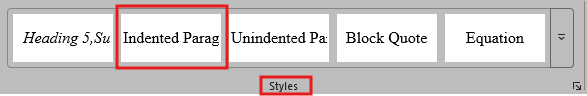 Heading 5,Su Indented Parag Unindented Pa Block Quote Equation
Styles